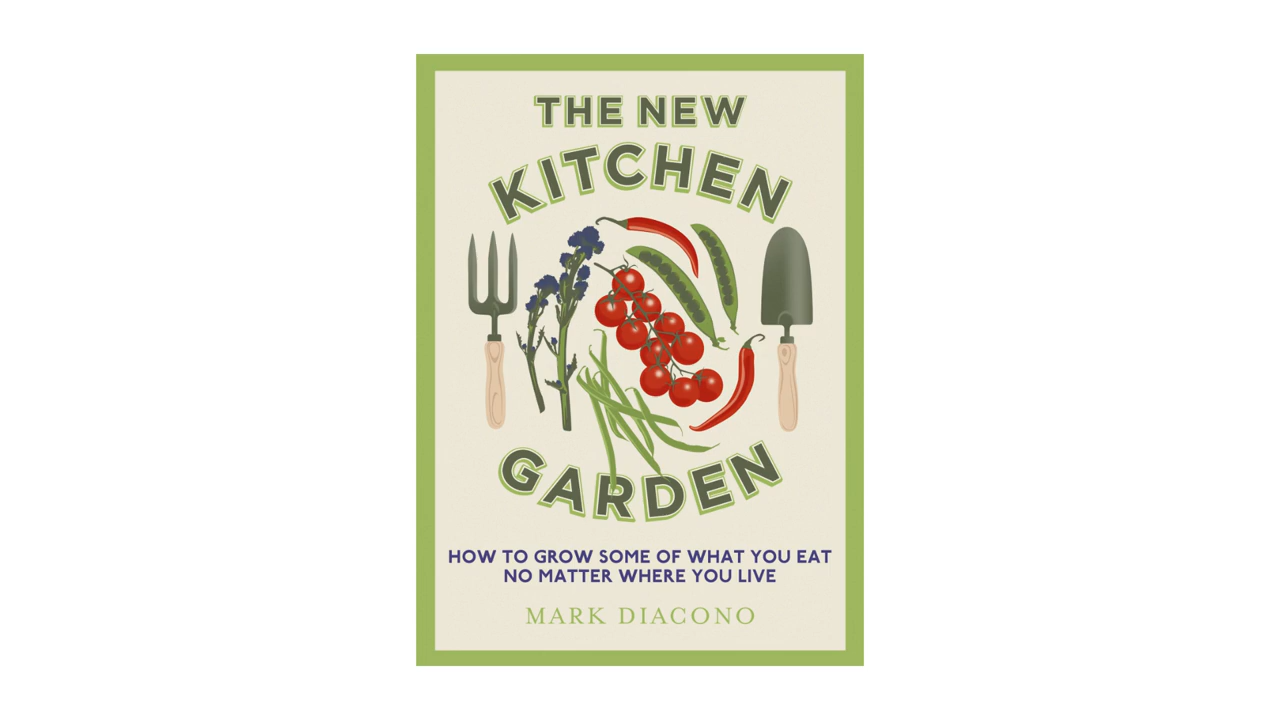 THE NEW
KITCHEN
GARDEN
HOW TO GROW SOME OF WHAT YOU EAT
NO MATTER WHERE YOU LIVE
MARK DIACONO